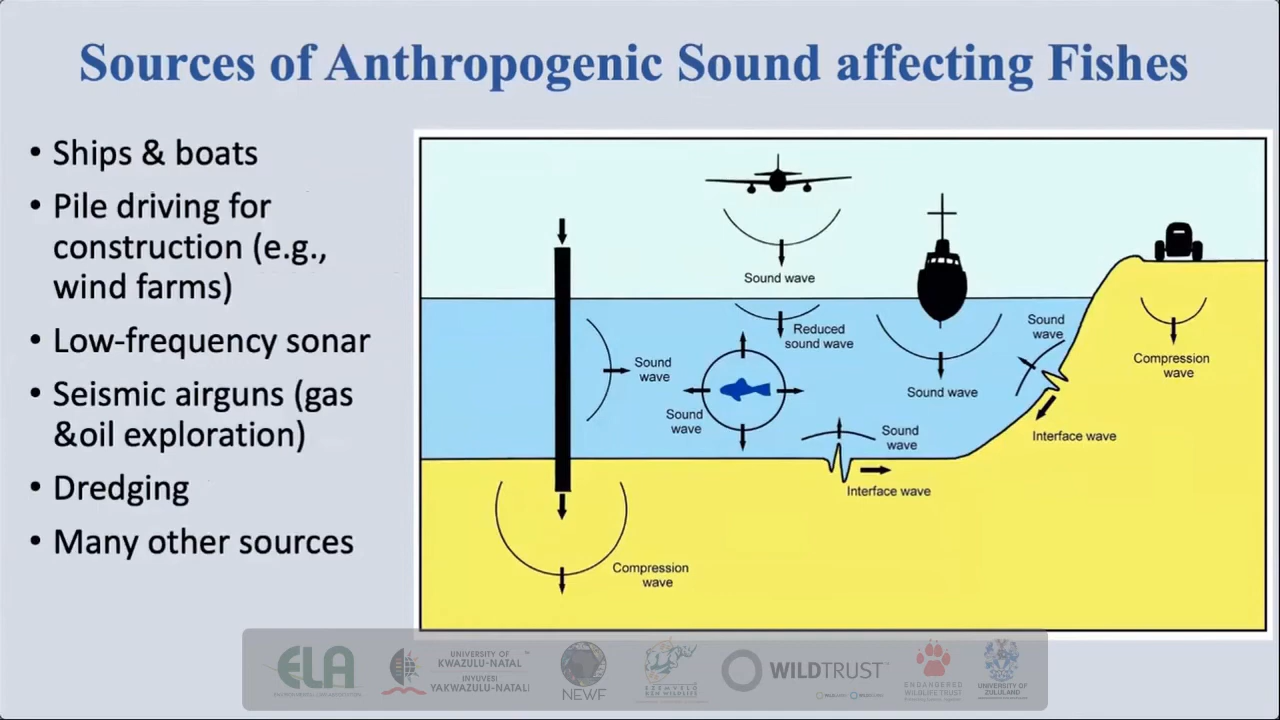 Sources of Anthropogenic Sound affecting Fishes
• Ships & boats
• Pile driving for
construction (e.g.,
wind farms)
• Low-frequency sonar
• Seismic airguns (gas
&oil exploration)
• Dredging
• Many other sources
Sound wave
Reduced
sound wave
Sound
wave
Sound
wave
Sound wave
Sound
wave
Compression
wave
Sound
wave
Interface wave
Interface wave
Compression
wave
ELA
UNIVERSITY OF
KWAZULU-NATAL
INYUVESI
YAKWAZULU-NATALI
NEWF
EZEMVELO
KZN WILDLIFE
WILDTRUST
ENDANGERED
WILDLIFE TRUST
UNIVERSITY OF
ZULULAND